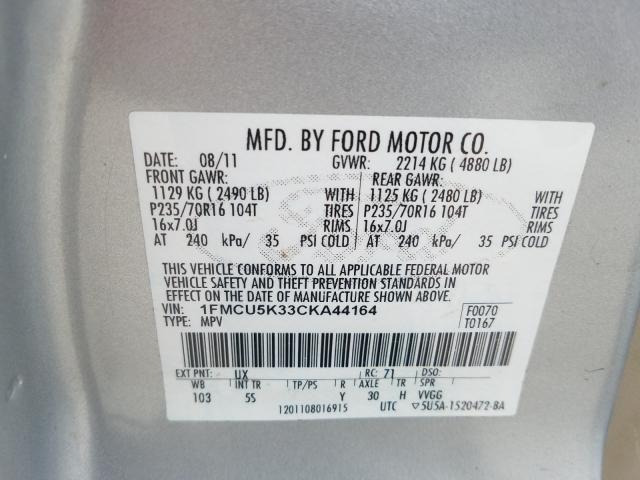 MFD. BY FORD MOTOR CO.
DATE: 08/11 GVWR: 2214 KG ( 4880 LB)
FRONT GAWR: REAR GAWR:
1129 KG ( 2490 LB) WITH 1125 KG ( 2480 LB) WITH
P235/70R16 104T TIRES P235/70R16 104T TIRES
16x7.0J RIMS 16x7.0J RIMS
AT 240 kPa/ 35 PSI COLD AT 240 kPa/ 35 PSI COLD
THIS VEHICLE CONFORMS TO ALL APPLICABLE FEDERAL MOTOR
VEHICLE SAFETY AND THEFT PREVENTION STANDARDS IN
EFFECT ON THE DATE OF MANUFACTURE SHOWN ABOVE.
VIN: 1FMCU5K33CKA44164 F0070
TYPE: MPV T0167
EXT PNT: UX RC: 71 DSO:
WB INT TR TP/PS R AXLE TR SPR
103 5S Y 30 H VVGG
1201108016915 UTC ▽5U5A-1520472-BA